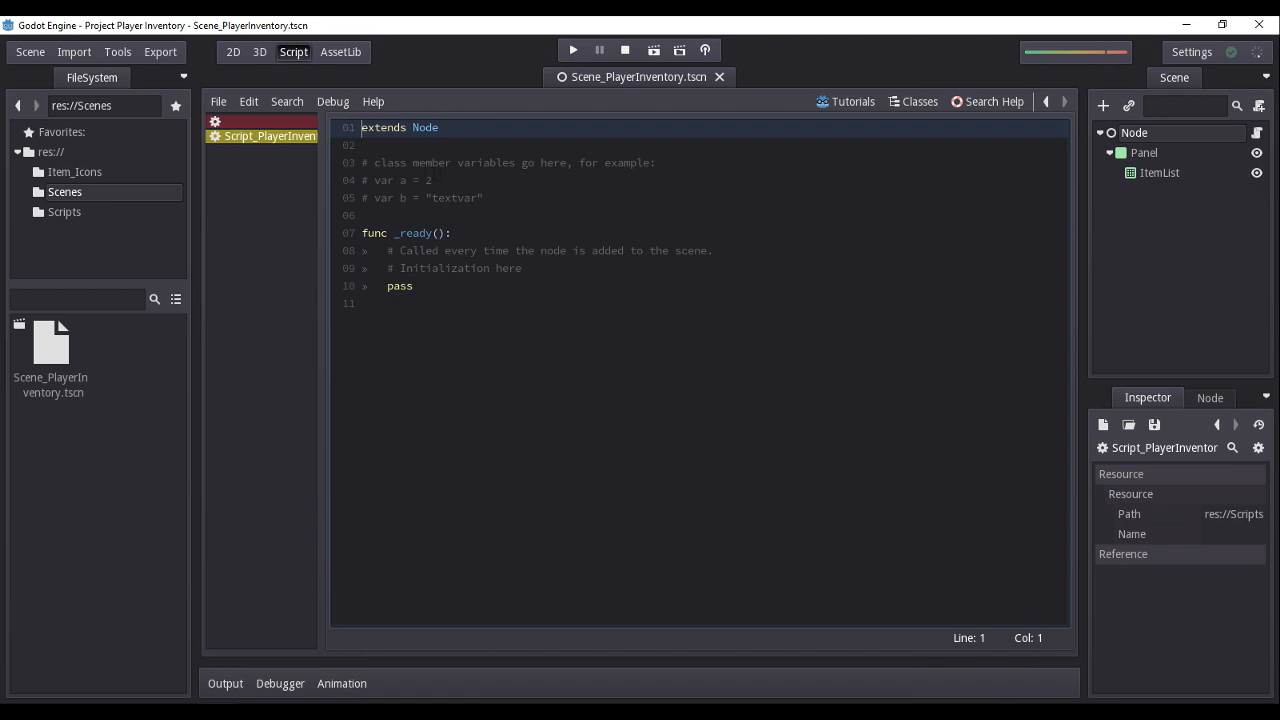 Godot Engine - Project Player Inventory - Scene_PlayerInventory.tscn
Scene Import Tools Export 2D 3D Script AssetLib Settings
FileSystem
Scene_PlayerInventory.tscn
Scene
res://Scenes
Favorites:
res://
Item_Icons
Scenes
Scripts
Scene_PlayerIn
ventory.tscn
File Edit Search Debug Help Tutorials Classes Search Help
Script_PlayerInven
01 extends Node
02
03 # class member variables go here, for example:
04 # var a = 2
05 # var b = "textvar"
06
07 func _ready():
08 » # Called every time the node is added to the scene.
09 » # Initialization here
10 » pass
11
Line: 1 Col: 1
Output Debugger Animation
Node
Panel
ItemList
Inspector Node
Script_PlayerInventor
Resource
Resource
Path res://Scripts
Name
Reference